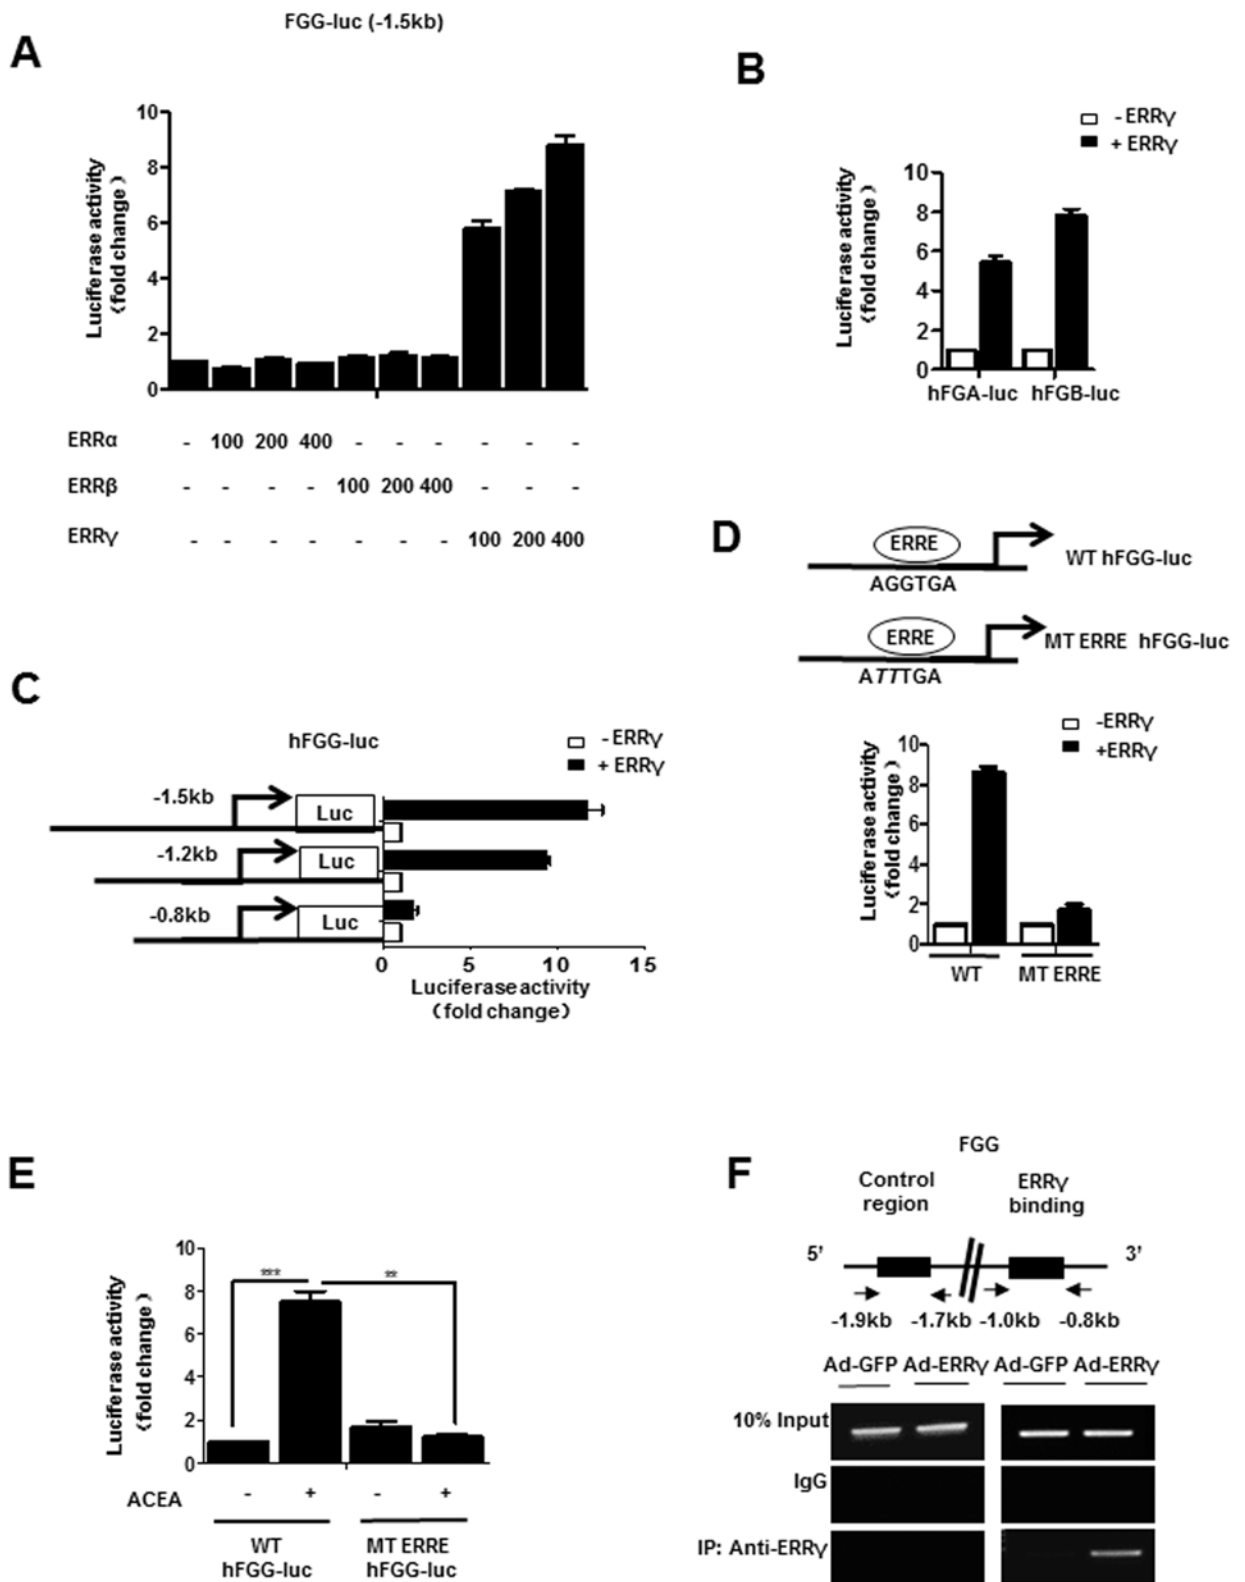 FGG-luc (-1.5kb)
A
10
8
6
4
2
0
Luciferase activity
(fold change)
ERRα - 100 200 400 - - - - - -
ERRβ - - - - 100 200 400 - - -
ERRγ - - - - - - - 100 200 400
B
- ERRγ
+ ERRγ
10
8
6
4
2
0
Luciferase activity
(fold change)
hFGA-luc hFGB-luc
C
hFGG-luc
- ERRγ
+ ERRγ
-1.5kb
Luc
-1.2kb
Luc
-0.8kb
Luc
0 5 10 15
Luciferase activity
(fold change)
D
ERRE
AGGTGA
WT hFGG-luc
ERRE
ATTTGA
MT ERRE hFGG-luc
-ERRγ
+ERRγ
10
8
6
4
2
0
Luciferase activity
(fold change)
WT MT ERRE
E
10
8
6
4
2
0
Luciferase activity
(fold change)
*** **
ACEA - + - +
WT MT ERRE
hFGG-luc hFGG-luc
F
FGG
Control
region
ERRγ
binding
5' 3'
-1.9kb -1.7kb -1.0kb -0.8kb
Ad-GFP Ad-ERRγ Ad-GFP Ad-ERRγ
10% Input
IgG
IP: Anti-ERRγ